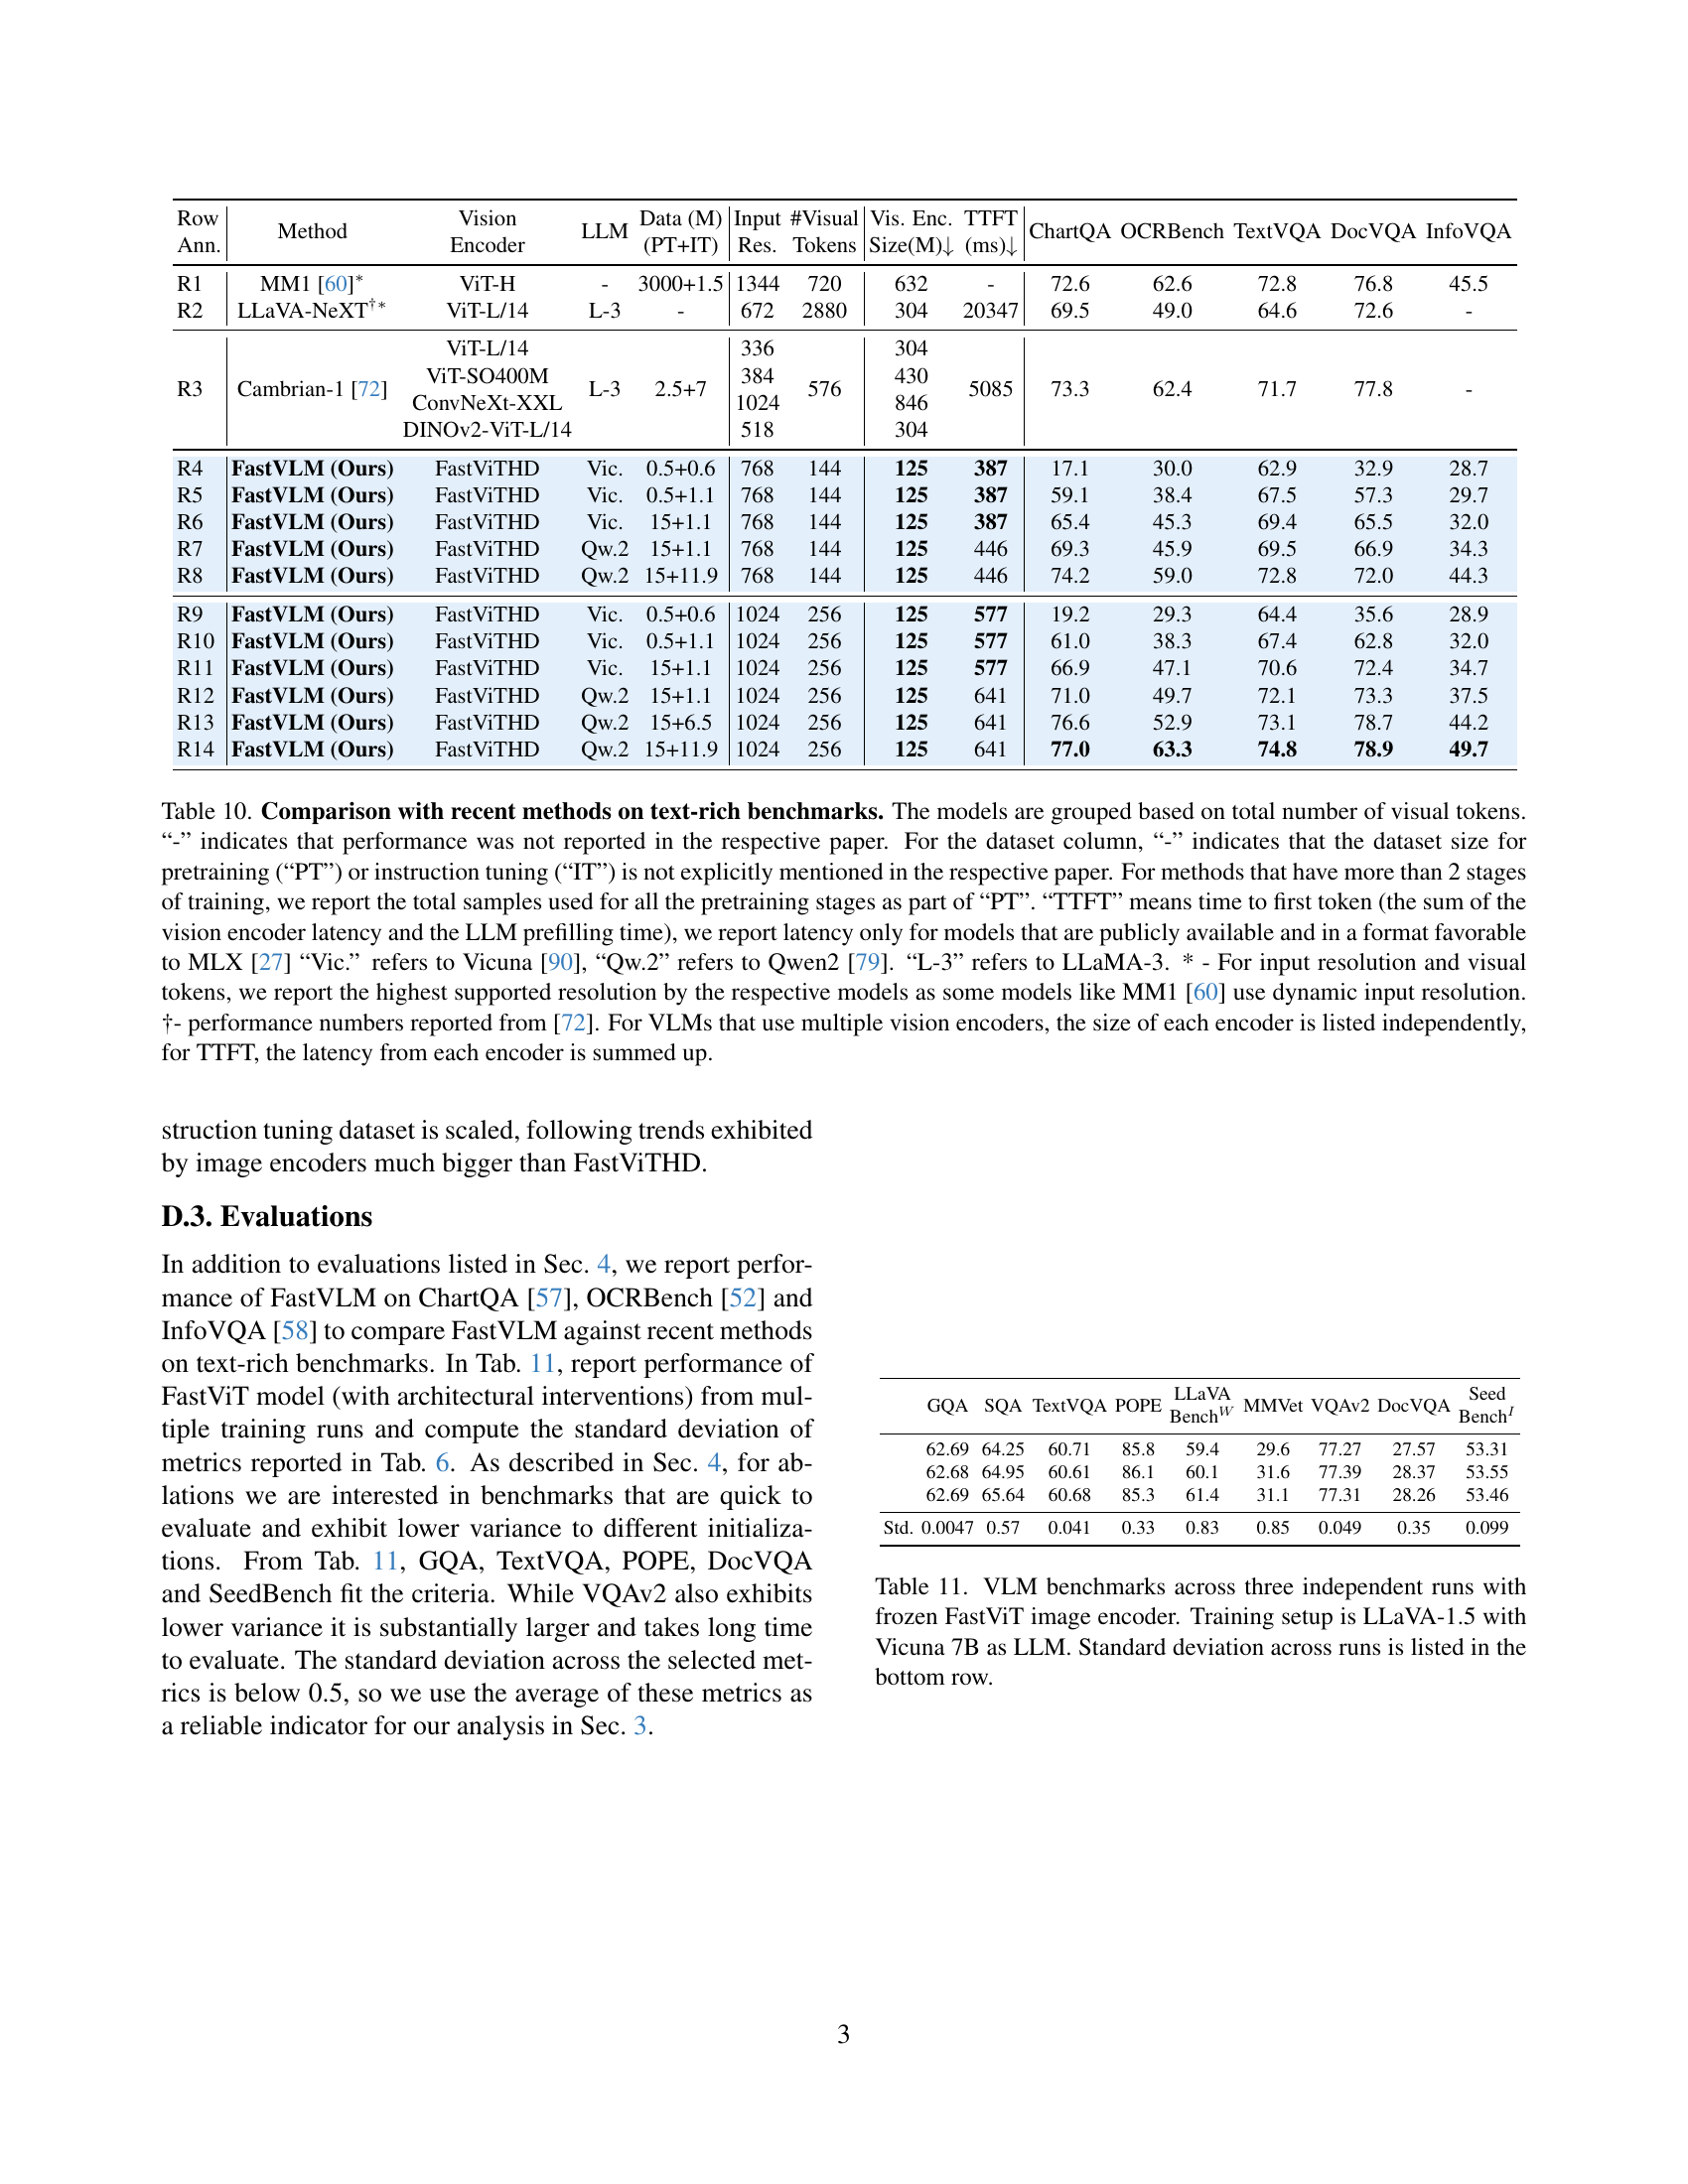 Row Ann. Method Vision Encoder LLM Data (M) (PT+IT) Input Res. #Visual Tokens Vis. Enc. Size(M)↓ TTFT (ms)↓ ChartQA OCRBench TextVQA DocVQA InfoVQA
R1 MM1 [60]* ViT-H - 3000+1.5 1344 720 632 - 72.6 62.6 72.8 76.8 45.5
R2 LLaVA-NeXT†* ViT-L/14 L-3 - 672 2880 304 20347 69.5 49.0 64.6 72.6 -
ViT-L/14 336 304
ViT-SO400M 384 430
R3 Cambrian-1 [72] L-3 2.5+7 576 5085 73.3 62.4 71.7 77.8 -
ConvNeXt-XXL 1024 846
DINOv2-ViT-L/14 518 304
R4 FastVLM (Ours) FastViTHD Vic. 0.5+0.6 768 144 125 387 17.1 30.0 62.9 32.9 28.7
R5 FastVLM (Ours) FastViTHD Vic. 0.5+1.1 768 144 125 387 59.1 38.4 67.5 57.3 29.7
R6 FastVLM (Ours) FastViTHD Vic. 15+1.1 768 144 125 387 65.4 45.3 69.4 65.5 32.0
R7 FastVLM (Ours) FastViTHD Qw.2 15+1.1 768 144 125 446 69.3 45.9 69.5 66.9 34.3
R8 FastVLM (Ours) FastViTHD Qw.2 15+11.9 768 144 125 446 74.2 59.0 72.8 72.0 44.3
R9 FastVLM (Ours) FastViTHD Vic. 0.5+0.6 1024 256 125 577 19.2 29.3 64.4 35.6 28.9
R10 FastVLM (Ours) FastViTHD Vic. 0.5+1.1 1024 256 125 577 61.0 38.3 67.4 62.8 32.0
R11 FastVLM (Ours) FastViTHD Vic. 15+1.1 1024 256 125 577 66.9 47.1 70.6 72.4 34.7
R12 FastVLM (Ours) FastViTHD Qw.2 15+1.1 1024 256 125 641 71.0 49.7 72.1 73.3 37.5
R13 FastVLM (Ours) FastViTHD Qw.2 15+6.5 1024 256 125 641 76.6 52.9 73.1 78.7 44.2
R14 FastVLM (Ours) FastViTHD Qw.2 15+11.9 1024 256 125 641 77.0 63.3 74.8 78.9 49.7
Table 10. Comparison with recent methods on text-rich benchmarks. The models are grouped based on total number of visual tokens.
“-” indicates that performance was not reported in the respective paper. For the dataset column, “-” indicates that the dataset size for
pretraining (“PT”) or instruction tuning (“IT”) is not explicitly mentioned in the respective paper. For methods that have more than 2 stages
of training, we report the total samples used for all the pretraining stages as part of “PT”. “TTFT” means time to first token (the sum of the
vision encoder latency and the LLM prefilling time), we report latency only for models that are publicly available and in a format favorable
to MLX [27] “Vic.” refers to Vicuna [90], “Qw.2” refers to Qwen2 [79]. “L-3” refers to LLaMA-3. * - For input resolution and visual
tokens, we report the highest supported resolution by the respective models as some models like MM1 [60] use dynamic input resolution.
†- performance numbers reported from [72]. For VLMs that use multiple vision encoders, the size of each encoder is listed independently,
for TTFT, the latency from each encoder is summed up.
struction tuning dataset is scaled, following trends exhibited
by image encoders much bigger than FastViTHD.
D.3. Evaluations
In addition to evaluations listed in Sec. 4, we report perfor-
mance of FastVLM on ChartQA [57], OCRBench [52] and
InfoVQA [58] to compare FastVLM against recent methods
on text-rich benchmarks. In Tab. 11, report performance of
FastViT model (with architectural interventions) from mul-
tiple training runs and compute the standard deviation of
metrics reported in Tab. 6. As described in Sec. 4, for ab-
lations we are interested in benchmarks that are quick to
evaluate and exhibit lower variance to different initializa-
tions. From Tab. 11, GQA, TextVQA, POPE, DocVQA
and SeedBench fit the criteria. While VQAv2 also exhibits
lower variance it is substantially larger and takes long time
to evaluate. The standard deviation across the selected met-
rics is below 0.5, so we use the average of these metrics as
a reliable indicator for our analysis in Sec. 3.
GQA SQA TextVQA POPE LLaVA Bench^W MMVet VQAv2 DocVQA Seed Bench^I
62.69 64.25 60.71 85.8 59.4 29.6 77.27 27.57 53.31
62.68 64.95 60.61 86.1 60.1 31.6 77.39 28.37 53.55
62.69 65.64 60.68 85.3 61.4 31.1 77.31 28.26 53.46
Std. 0.0047 0.57 0.041 0.33 0.83 0.85 0.049 0.35 0.099
Table 11. VLM benchmarks across three independent runs with
frozen FastViT image encoder. Training setup is LLaVA-1.5 with
Vicuna 7B as LLM. Standard deviation across runs is listed in the
bottom row.
3